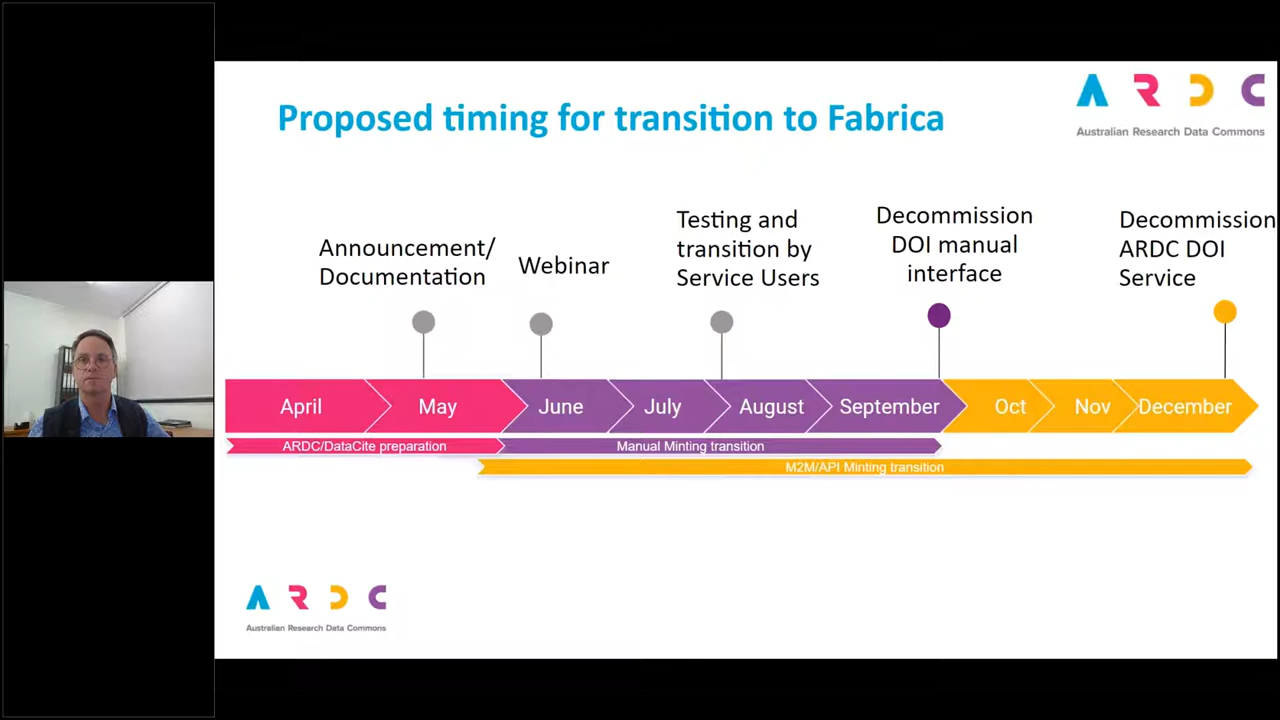 Proposed timing for transition to Fabrica
A R D C
Australian Research Data Commons
Announcement/
Documentation
Webinar
Testing and
transition by
Service Users
Decommission
DOI manual
interface
Decommission
ARDC DOI
Service
April
May
June
July
August
September
Oct
Nov
December
ARDC/DataCite preparation
Manual Minting transition
M2M/API Minting transition
A R D C
Australian Research Data Commons